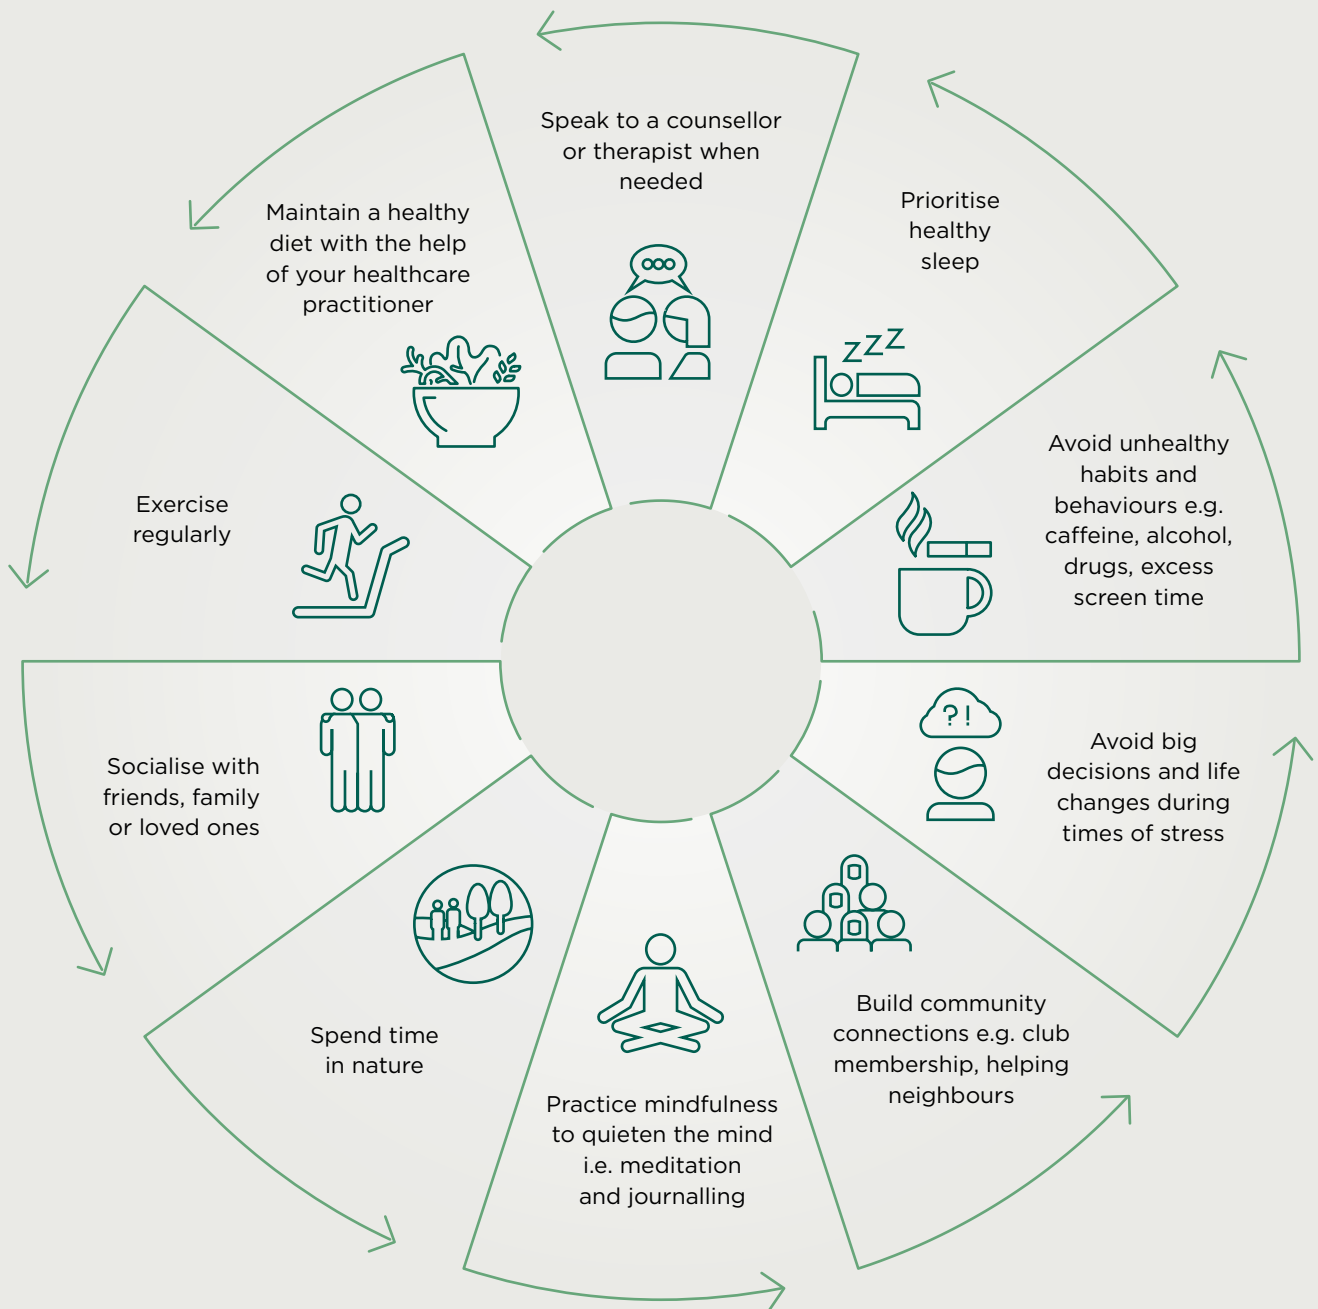 Speak to a counsellor
or therapist when
needed
Prioritise
healthy
sleep
zzz
Avoid unhealthy
habits and
behaviours e.g.
caffeine, alcohol,
drugs, excess
screen time
?!
Avoid big
decisions and life
changes during
times of stress
Build community
connections e.g. club
membership, helping
neighbours
Practice mindfulness
to quieten the mind
i.e. meditation
and journalling
Spend time
in nature
Socialise with
friends, family
or loved ones
Exercise
regularly
Maintain a healthy
diet with the help
of your healthcare
practitioner